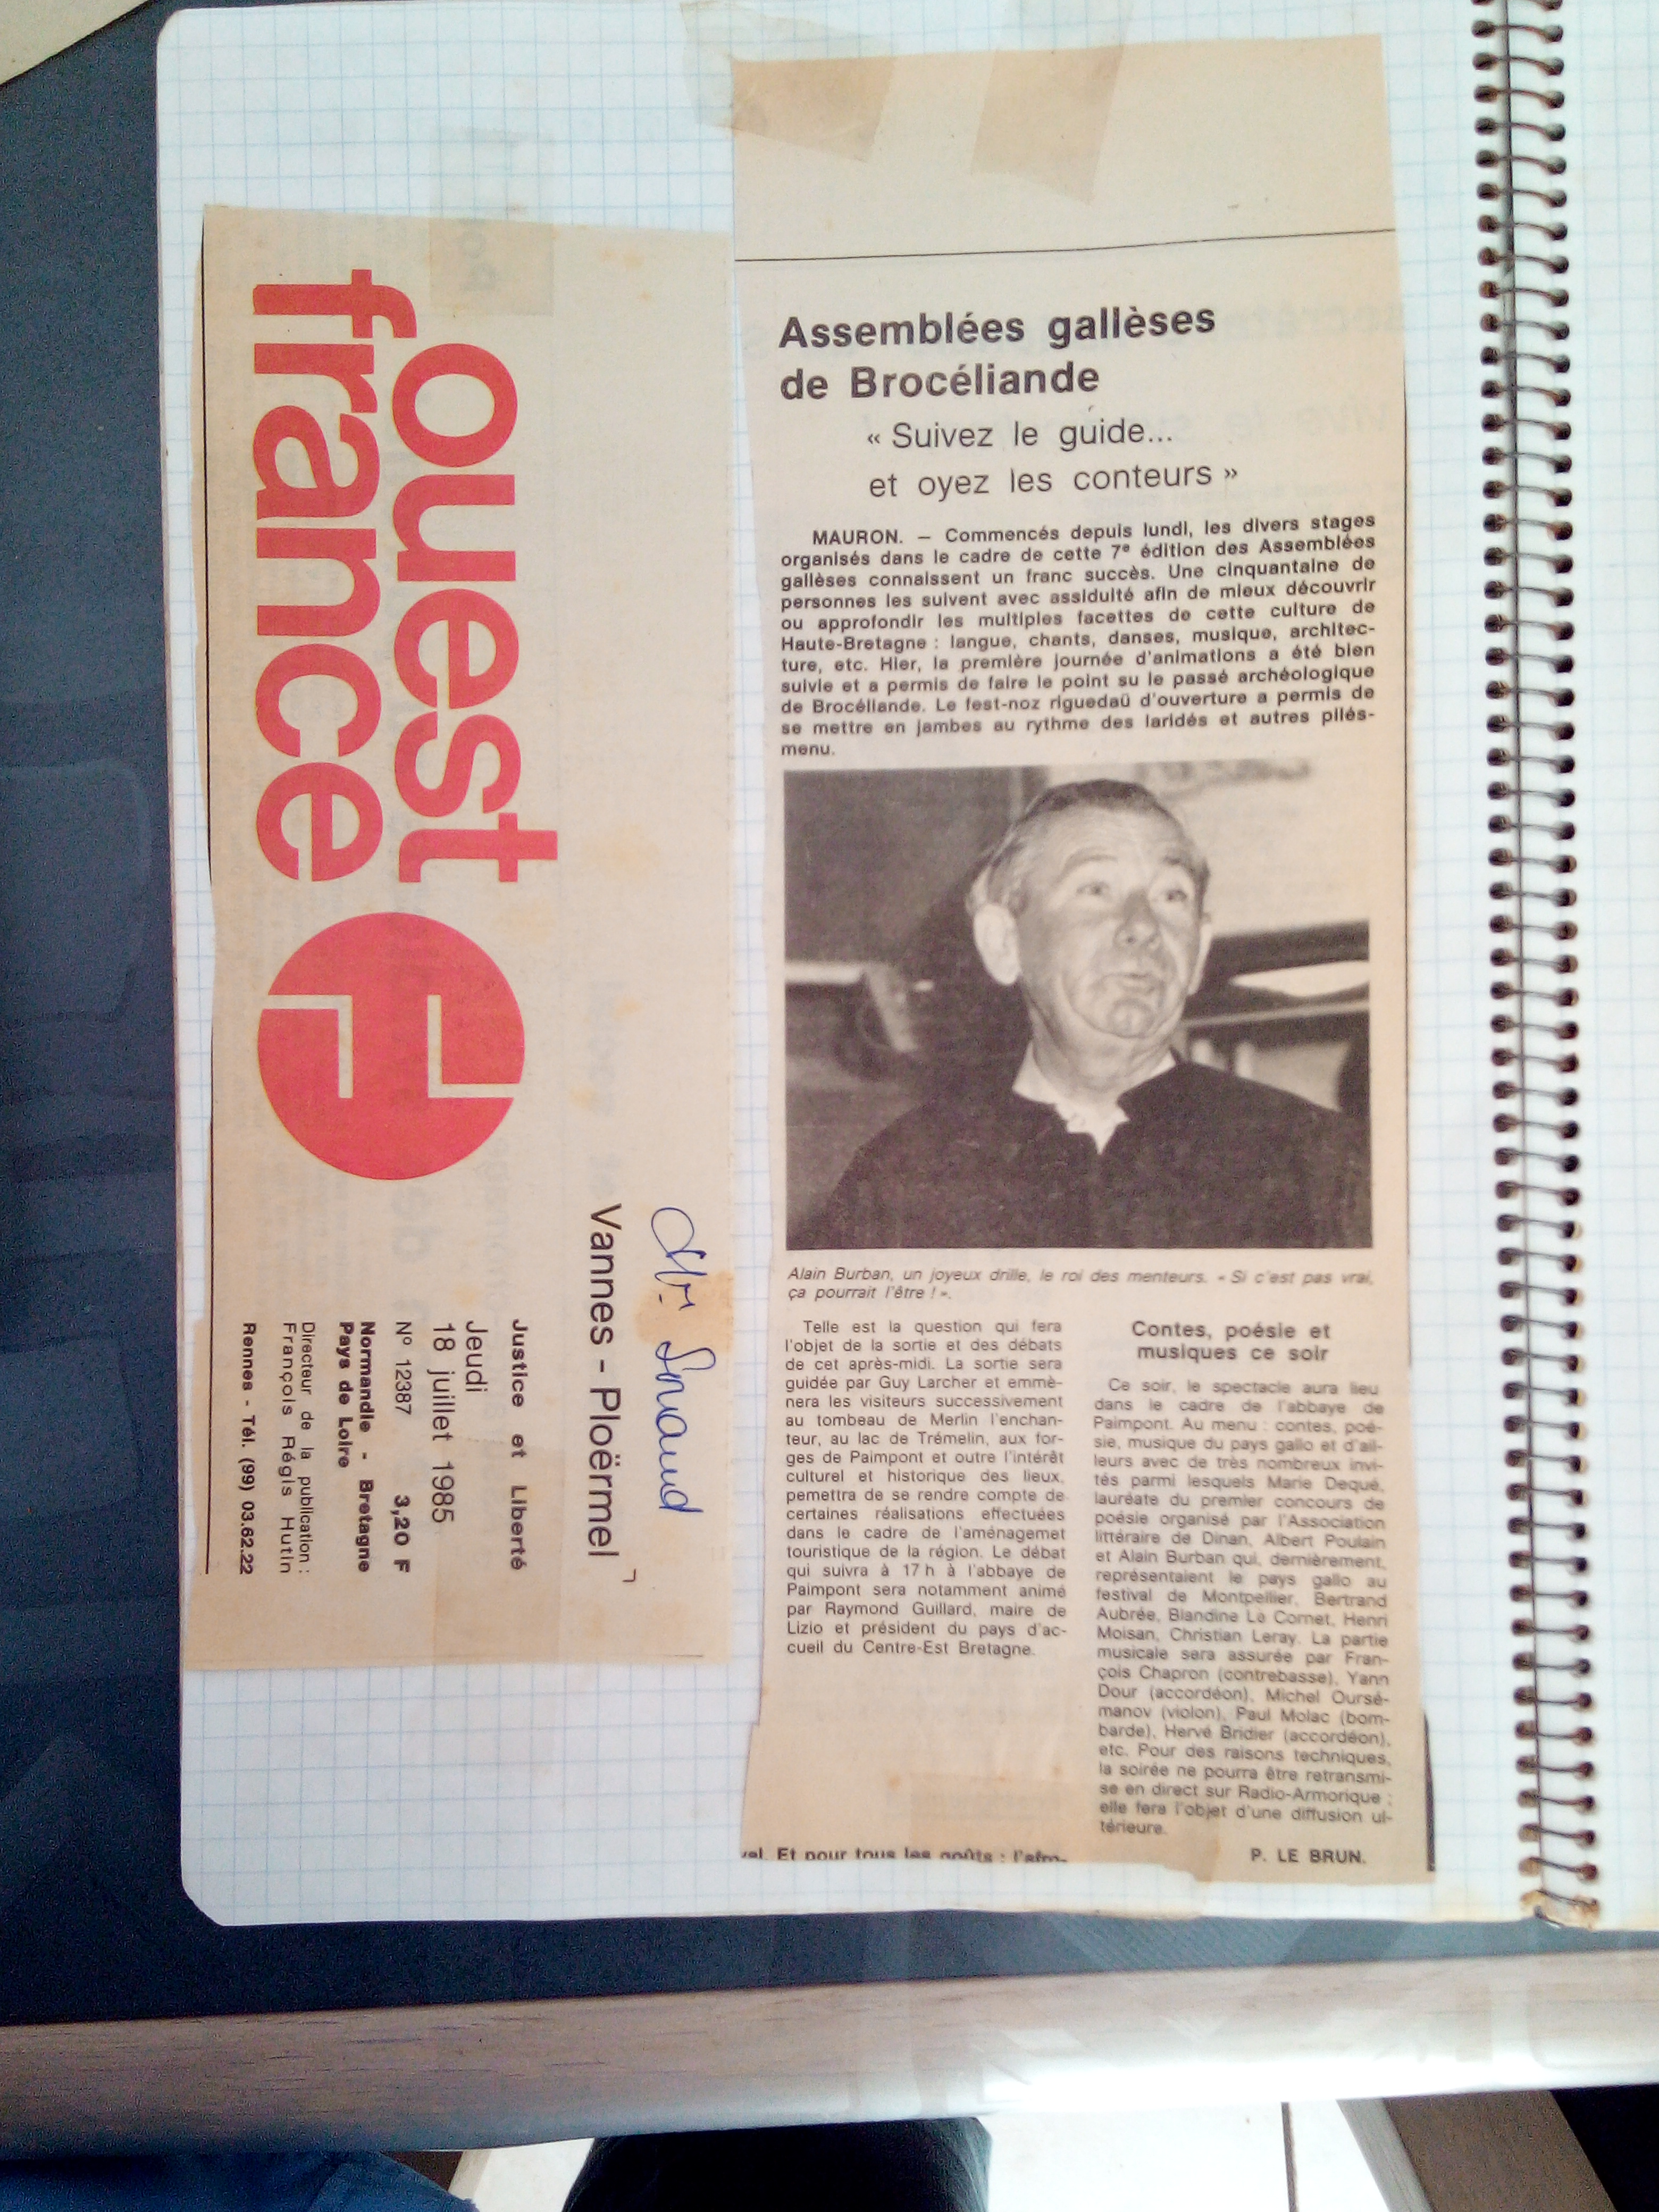 ouest
france
Vannes - Ploërmel
Justice et Liberté
Jeudi
18 juillet 1985
N° 12387 3,20 F
Normandie - Bretagne
Pays de Loire
Directeur de la publication :
François Régis Hutin
Rennes - Tél. (99) 03.62.22
Assemblées gallèses
de Brocéliande
« Suivez le guide...
et oyez les conteurs »
MAURON. — Commencés depuis lundi, les divers stages
organisés dans le cadre de cette 7e édition des Assemblées
gallèses connaissent un franc succès. Une cinquantaine de
personnes les suivent avec assiduité afin de mieux découvrir
ou approfondir les multiples facettes de cette culture de
Haute-Bretagne : langue, chants, danses, musique, architec-
ture, etc. Hier, la première journée d'animations a été bien
suivie et a permis de faire le point su le passé archéologique
de Brocéliande. Le fest-noz riguedaü d'ouverture a permis de
se mettre en jambes au rythme des laridés et autres pilés-
menu.
Alain Burban, un joyeux drille, le roi des menteurs. « Si c'est pas vrai,
ça pourrait l'être ! ».
Telle est la question qui fera
l'objet de la sortie et des débats
de cet après-midi. La sortie sera
guidée par Guy Larcher et emmè-
nera les visiteurs successivement
au tombeau de Merlin l'enchan-
teur, au lac de Trémelin, aux for-
ges de Paimpont et outre l'intérêt
culturel et historique des lieux,
pemettra de se rendre compte de
certaines réalisations effectuées
dans le cadre de l'aménagemet
touristique de la région. Le débat
qui suivra à 17 h à l'abbaye de
Paimpont sera notamment animé
par Raymond Guillard, maire de
Lizio et président du pays d'ac-
cueil du Centre-Est Bretagne.
Contes, poésie et
musiques ce soir
Ce soir, le spectacle aura lieu
dans le cadre de l'abbaye de
Paimpont. Au menu : contes, poé-
sie, musique du pays gallo et d'ail-
leurs avec de très nombreux invi-
tés parmi lesquels Marie Dequé,
lauréate du premier concours de
poésie organisé par l'Association
littéraire de Dinan, Albert Poulain
et Alain Burban qui, dernièrement,
représentaient le pays gallo au
festival de Montpellier, Bertrand
Aubrée, Blandine Le Cornet, Henri
Moisan, Christian Leray. La partie
musicale sera assurée par Fran-
çois Chapron (contrebasse), Yann
Dour (accordéon), Michel Oursé-
manov (violon), Paul Molac (bom-
barde), Hervé Bridier (accordéon),
etc. Pour des raisons techniques,
la soirée ne pourra être retransmi-
se en direct sur Radio-Armorique ;
elle fera l'objet d'une diffusion ul-
térieure.
P. LE BRUN.
Et pour tous les goûts :